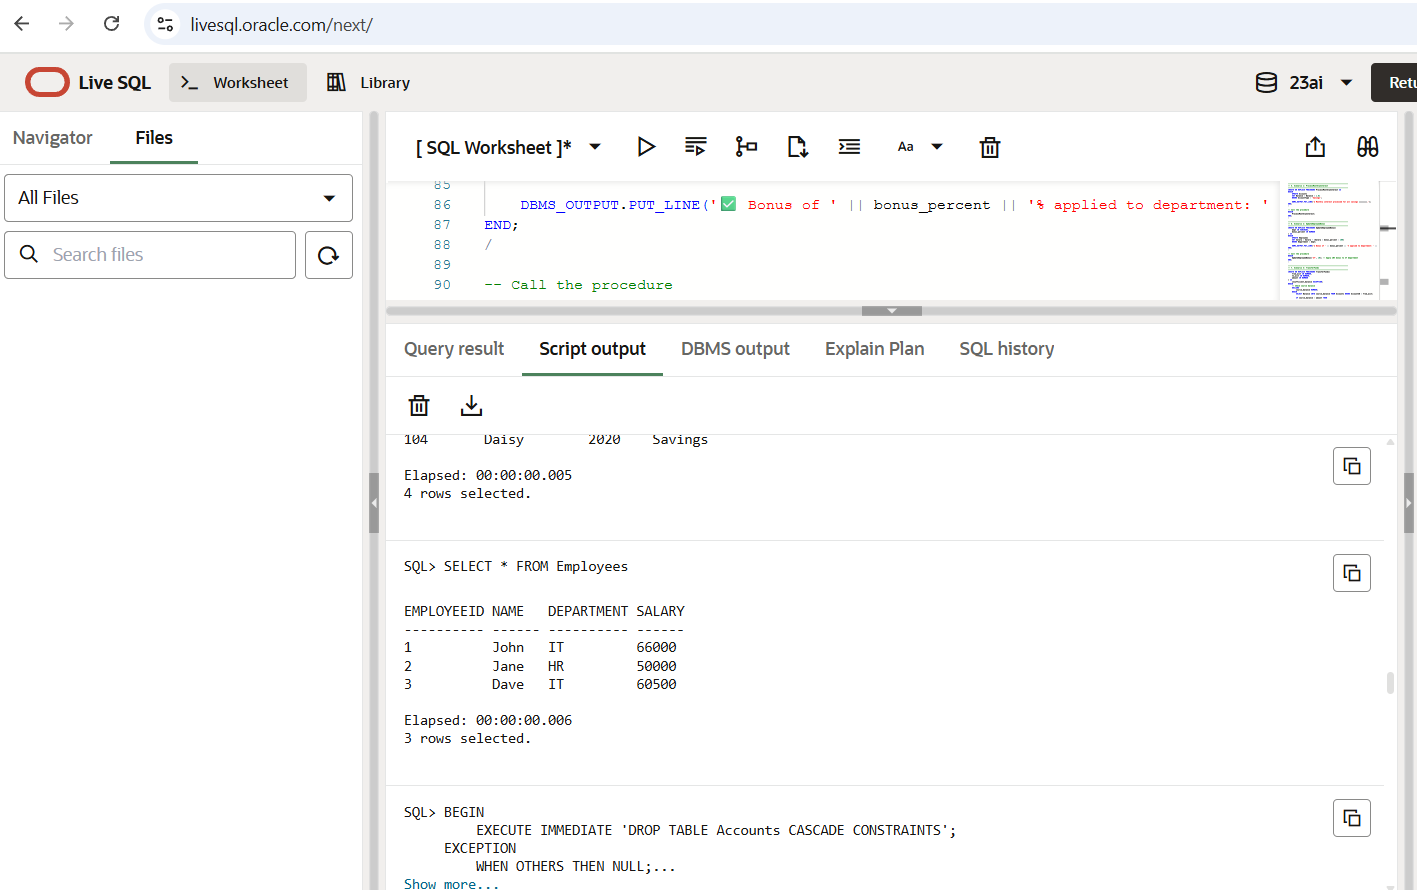 livesql.oracle.com/next/
Live SQL
Worksheet
Library
23ai
Retu
Navigator
Files
All Files
Search files
[ SQL Worksheet ]*
Aa
85
86 DBMS_OUTPUT.PUT_LINE('✅ Bonus of ' || bonus_percent || '% applied to department: '
87 END;
88 /
89
90 -- Call the procedure
Query result
Script output
DBMS output
Explain Plan
SQL history
104 Daisy 2020 Savings
Elapsed: 00:00:00.005
4 rows selected.
SQL> SELECT * FROM Employees
EMPLOYEEID NAME DEPARTMENT SALARY
---------- ------ ---------- ------
1 John IT 66000
2 Jane HR 50000
3 Dave IT 60500
Elapsed: 00:00:00.006
3 rows selected.
SQL> BEGIN
EXECUTE IMMEDIATE 'DROP TABLE Accounts CASCADE CONSTRAINTS';
EXCEPTION
WHEN OTHERS THEN NULL;...
Show more...